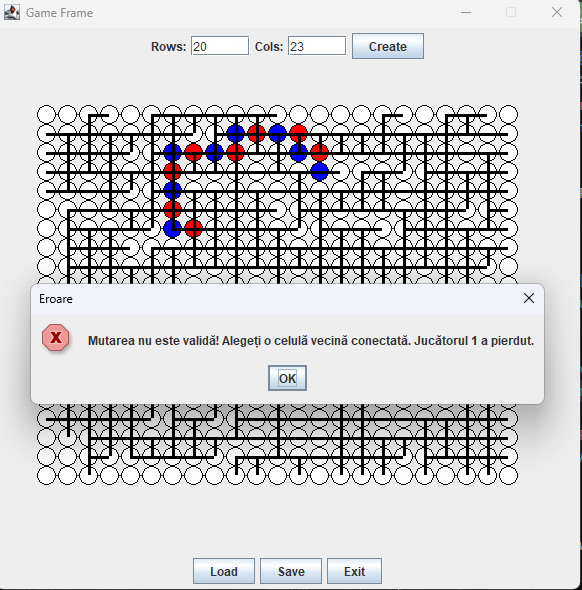 Game Frame
Rows: 20 Cols: 23 Create
Eroare
X
Mutarea nu este validă! Alegeți o celulă vecină conectată. Jucătorul 1 a pierdut.
OK
Load Save Exit